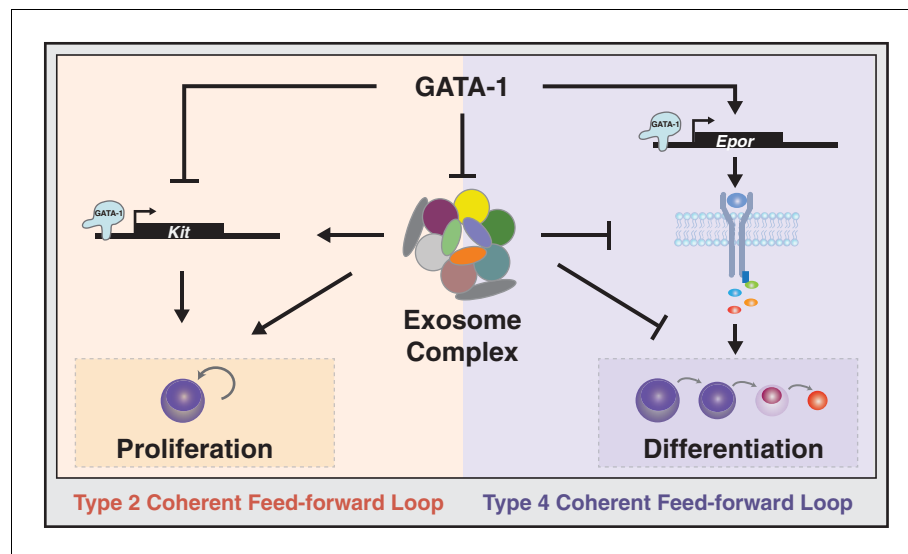 GATA-1
GATA-1
Epor
GATA-1
Kit
Exosome
Complex
Proliferation
Differentiation
Type 2 Coherent Feed-forward Loop
Type 4 Coherent Feed-forward Loop